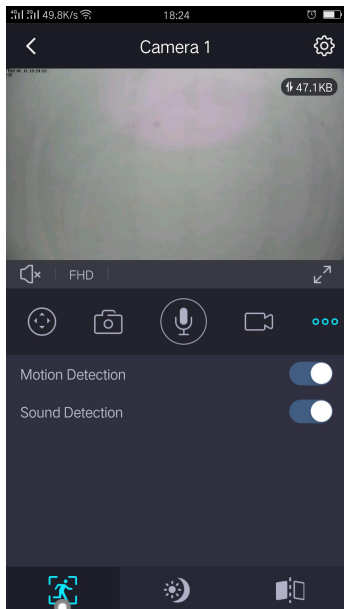 49.8K/s 18:24
Camera 1
47.1KB
FHD
Motion Detection
Sound Detection